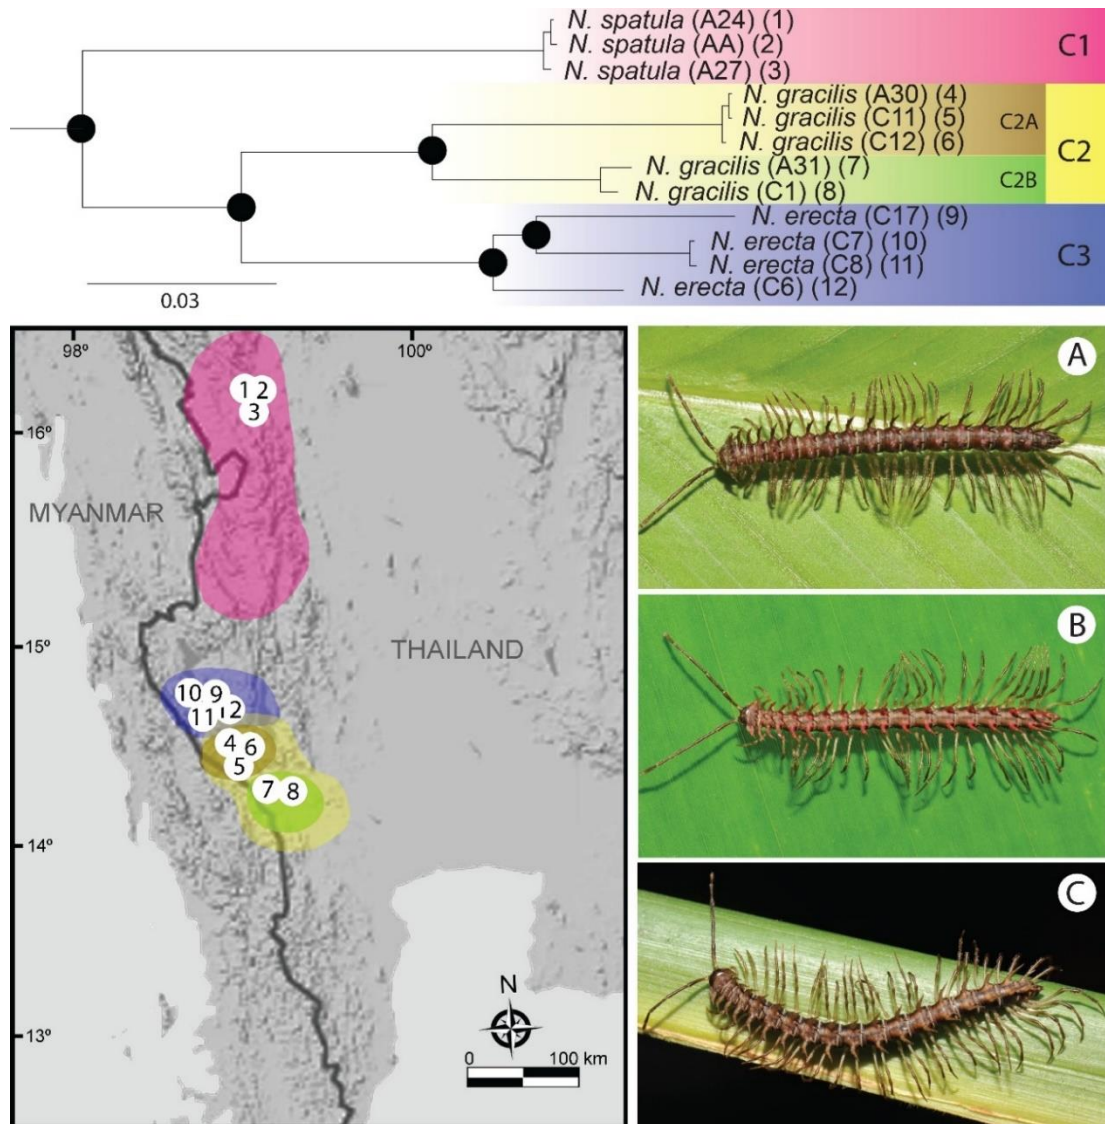 N. spatula (A24) (1)
N. spatula (AA) (2)
N. spatula (A27) (3)
C1
N. gracilis (A30) (4)
N. gracilis (C11) (5)
N. gracilis (C12) (6)
C2A
C2
N. gracilis (A31) (7)
N. gracilis (C1) (8)
C2B
N. erecta (C17) (9)
N. erecta (C7) (10)
N. erecta (C8) (11)
N. erecta (C6) (12)
C3
0.03
98º
100º
16º
15º
14º
13º
MYANMAR
THAILAND
1 2
3
10 9
11 12
4 6
5
7 8
N
0 100 km
A
B
C